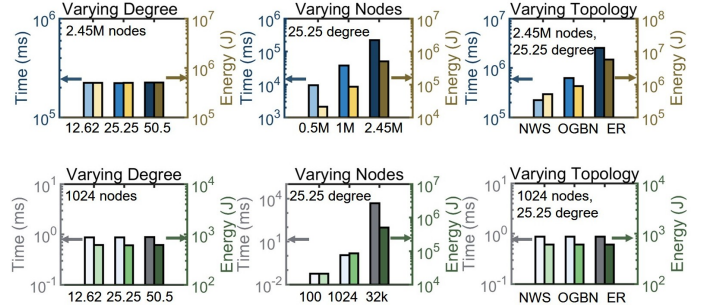 Varying Degree
Varying Nodes
Varying Topology
10^6
10^7
10^6
10^7
10^7
10^8
2.45M nodes
25.25 degree
2.45M nodes,
25.25 degree
Time (ms)
Energy (J)
Time (ms)
Energy (J)
Time (ms)
Energy (J)
10^5
10^6
10^6
10^7
10^6
10^4
10^5
10^6
10^5
10^5
10^3
10^4
10^5
10^5
12.62 25.25 50.5
0.5M 1M 2.45M
NWS OGBN ER
Varying Degree
Varying Nodes
Varying Topology
10^1
10^4
10^4
10^7
10^1
10^4
1024 nodes
25.25 degree
1024 nodes,
25.25 degree
Time (ms)
Energy (J)
Time (ms)
Energy (J)
Time (ms)
Energy (J)
10^0
10^3
10^1
10^6
10^5
10^0
10^3
10^-1
10^2
10^-2
10^4
10^-1
10^2
12.62 25.25 50.5
100 1024 32k
NWS OGBN ER